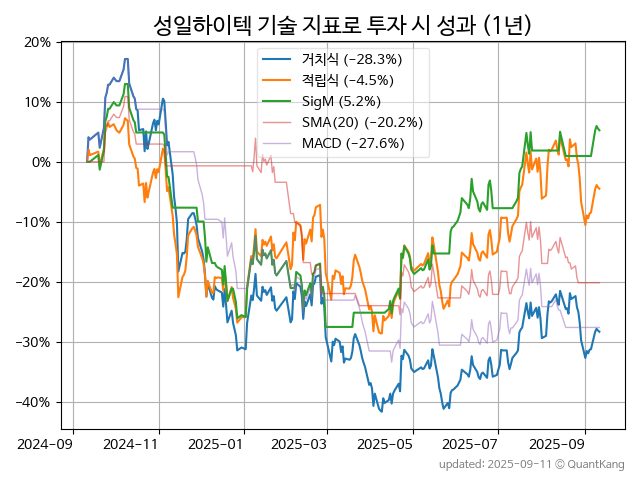 성일하이텍 기술 지표로 투자 시 성과 (1년)
20%
10%
0%
−10%
−20%
−30%
−40%
거치식 (−28.3%)
적립식 (−4.5%)
SigM (5.2%)
SMA(20) (−20.2%)
MACD (−27.6%)
2024-09
2024-11
2025-01
2025-03
2025-05
2025-07
2025-09
updated: 2025-09-11 © QuantKang